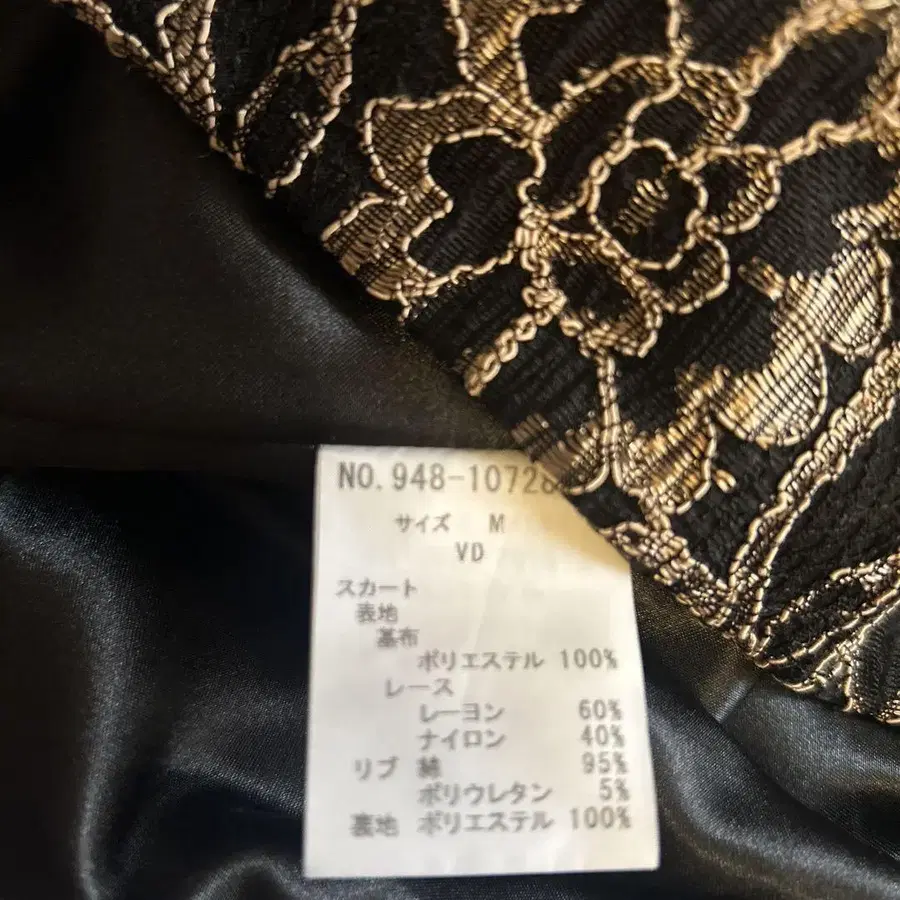 NO.948-10728
サイズ M
VD
スカート
表地
基布
ポリエステル 100%
レース
レーヨン 60%
ナイロン 40%
リブ 綿 95%
ポリウレタン 5%
裏地 ポリエステル 100%